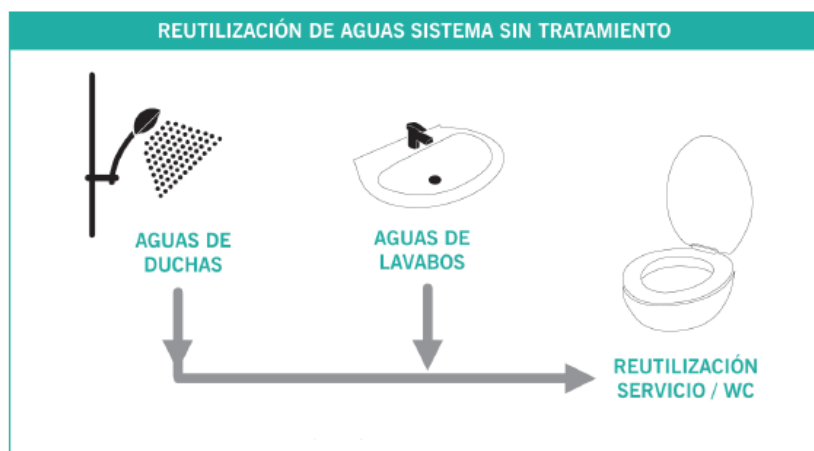 REUTILIZACIÓN DE AGUAS SISTEMA SIN TRATAMIENTO
AGUAS DE
DUCHAS
AGUAS DE
LAVABOS
REUTILIZACIÓN
SERVICIO / WC